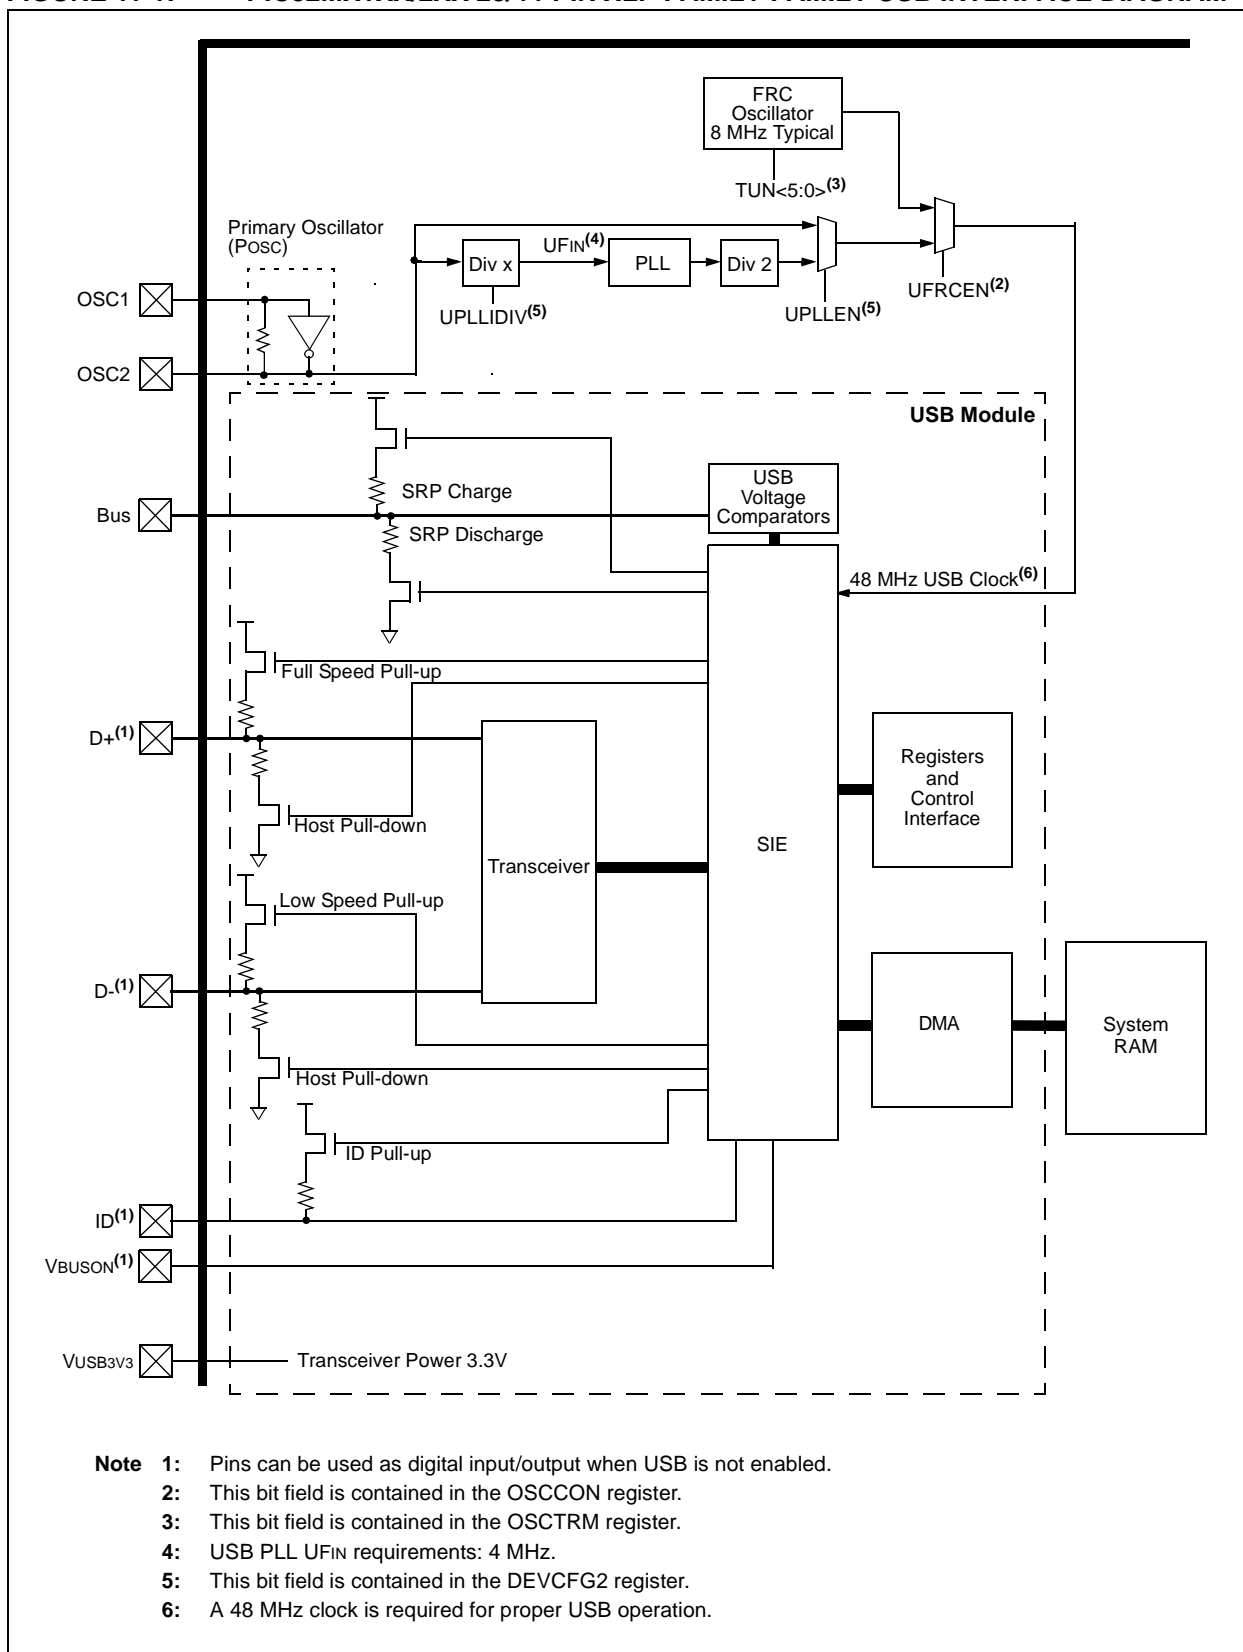 FRC
Oscillator
8 MHz Typical
TUN<5:0>(3)
Primary Oscillator
(POSC)
UFIN(4)
Div x
PLL
Div 2
UFRCEN(2)
OSC1
UPLLIDIV(5)
UPLLEN(5)
OSC2
USB Module
USB
Voltage
Comparators
SRP Charge
Bus
SRP Discharge
48 MHz USB Clock(6)
Full Speed Pull-up
D+(1)
Registers
and
Control
Interface
Host Pull-down
SIE
Transceiver
Low Speed Pull-up
D-(1)
DMA
System
RAM
Host Pull-down
ID Pull-up
ID(1)
VBUSON(1)
VUSB3V3
Transceiver Power 3.3V
Note 1: Pins can be used as digital input/output when USB is not enabled.
2: This bit field is contained in the OSCCON register.
3: This bit field is contained in the OSCTRM register.
4: USB PLL UFIN requirements: 4 MHz.
5: This bit field is contained in the DEVCFG2 register.
6: A 48 MHz clock is required for proper USB operation.